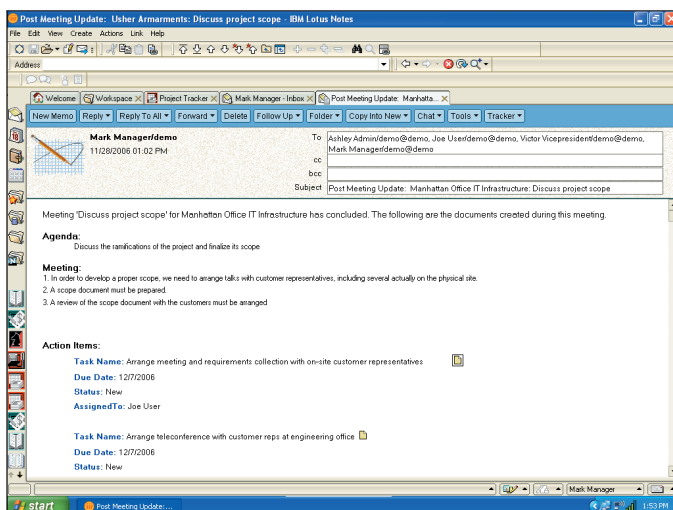 Post Meeting Update: Usher Armarments: Discuss project scope - IBM Lotus Notes
File Edit View Create Actions Link Help
Address
Welcome Workspace Project Tracker Mark Manager - Inbox Post Meeting Update: Manhatta...
New Memo Reply Reply To All Forward Delete Follow Up Folder Copy Into New Chat Tools Tracker
Mark Manager/demo
11/28/2006 01:02 PM
To Ashley Admin/demo@demo, Joe User/demo@demo, Victor Vicepresident/demo@demo,
Mark Manager/demo@demo
cc
bcc
Subject Post Meeting Update: Manhattan Office IT Infrastructure: Discuss project scope
Meeting 'Discuss project scope' for Manhattan Office IT Infrastructure has concluded. The following are the documents created during this meeting.
Agenda:
Discuss the ramifications of the project and finalize its scope
Meeting:
1. In order to develop a proper scope, we need to arrange talks with customer representatives, including several actually on the physical site.
2. A scope document must be prepared.
3. A review of the scope document with the customers must be arranged
Action Items:
Task Name: Arrange meeting and requirements collection with on-site customer representatives
Due Date: 12/7/2006
Status: New
AssignedTo: Joe User
Task Name: Arrange teleconference with customer reps at engineering office
Due Date: 12/7/2006
Status: New
Mark Manager
start Post Meeting Update:... 1:53 PM